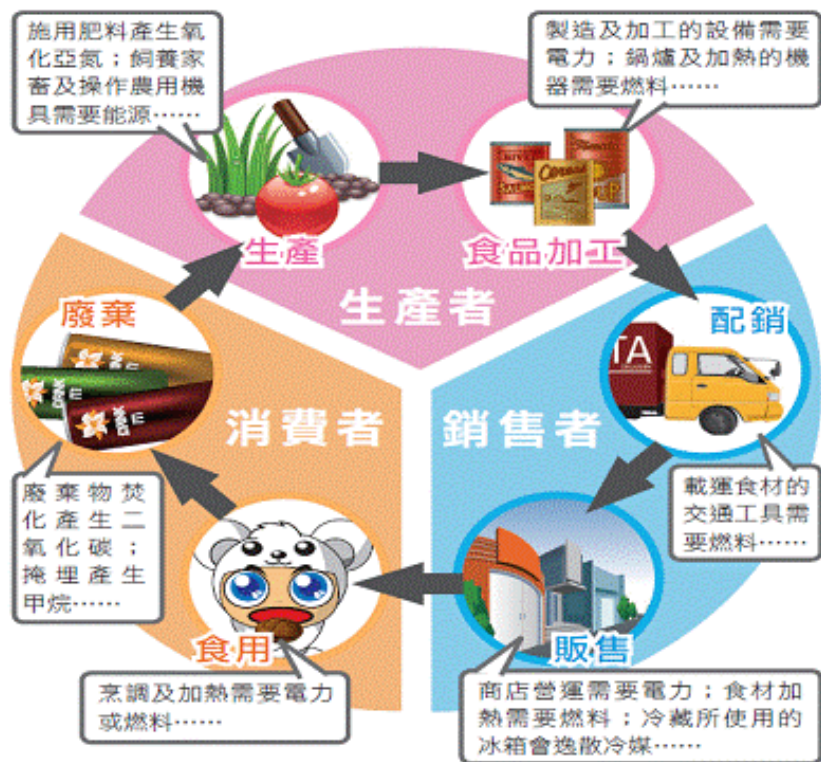 施用肥料產生氧
化亞氮；飼養家
畜及操作農用機
具需要能源⋯⋯
製造及加工的設備需要
電力；鍋爐及加熱的機
器需要燃料⋯⋯
生產
食品加工
生產者
廢棄
配銷
TA
消費者
銷售者
廢棄物焚
化產生二
氧化碳；
掩埋產生
甲烷⋯⋯
載運食材的
交通工具需
要燃料⋯⋯
食用
販售
烹調及加熱需要電力
或燃料⋯⋯
商店營運需要電力；食材加
熱需要燃料；冷藏所使用的
冰箱會逸散冷媒⋯⋯